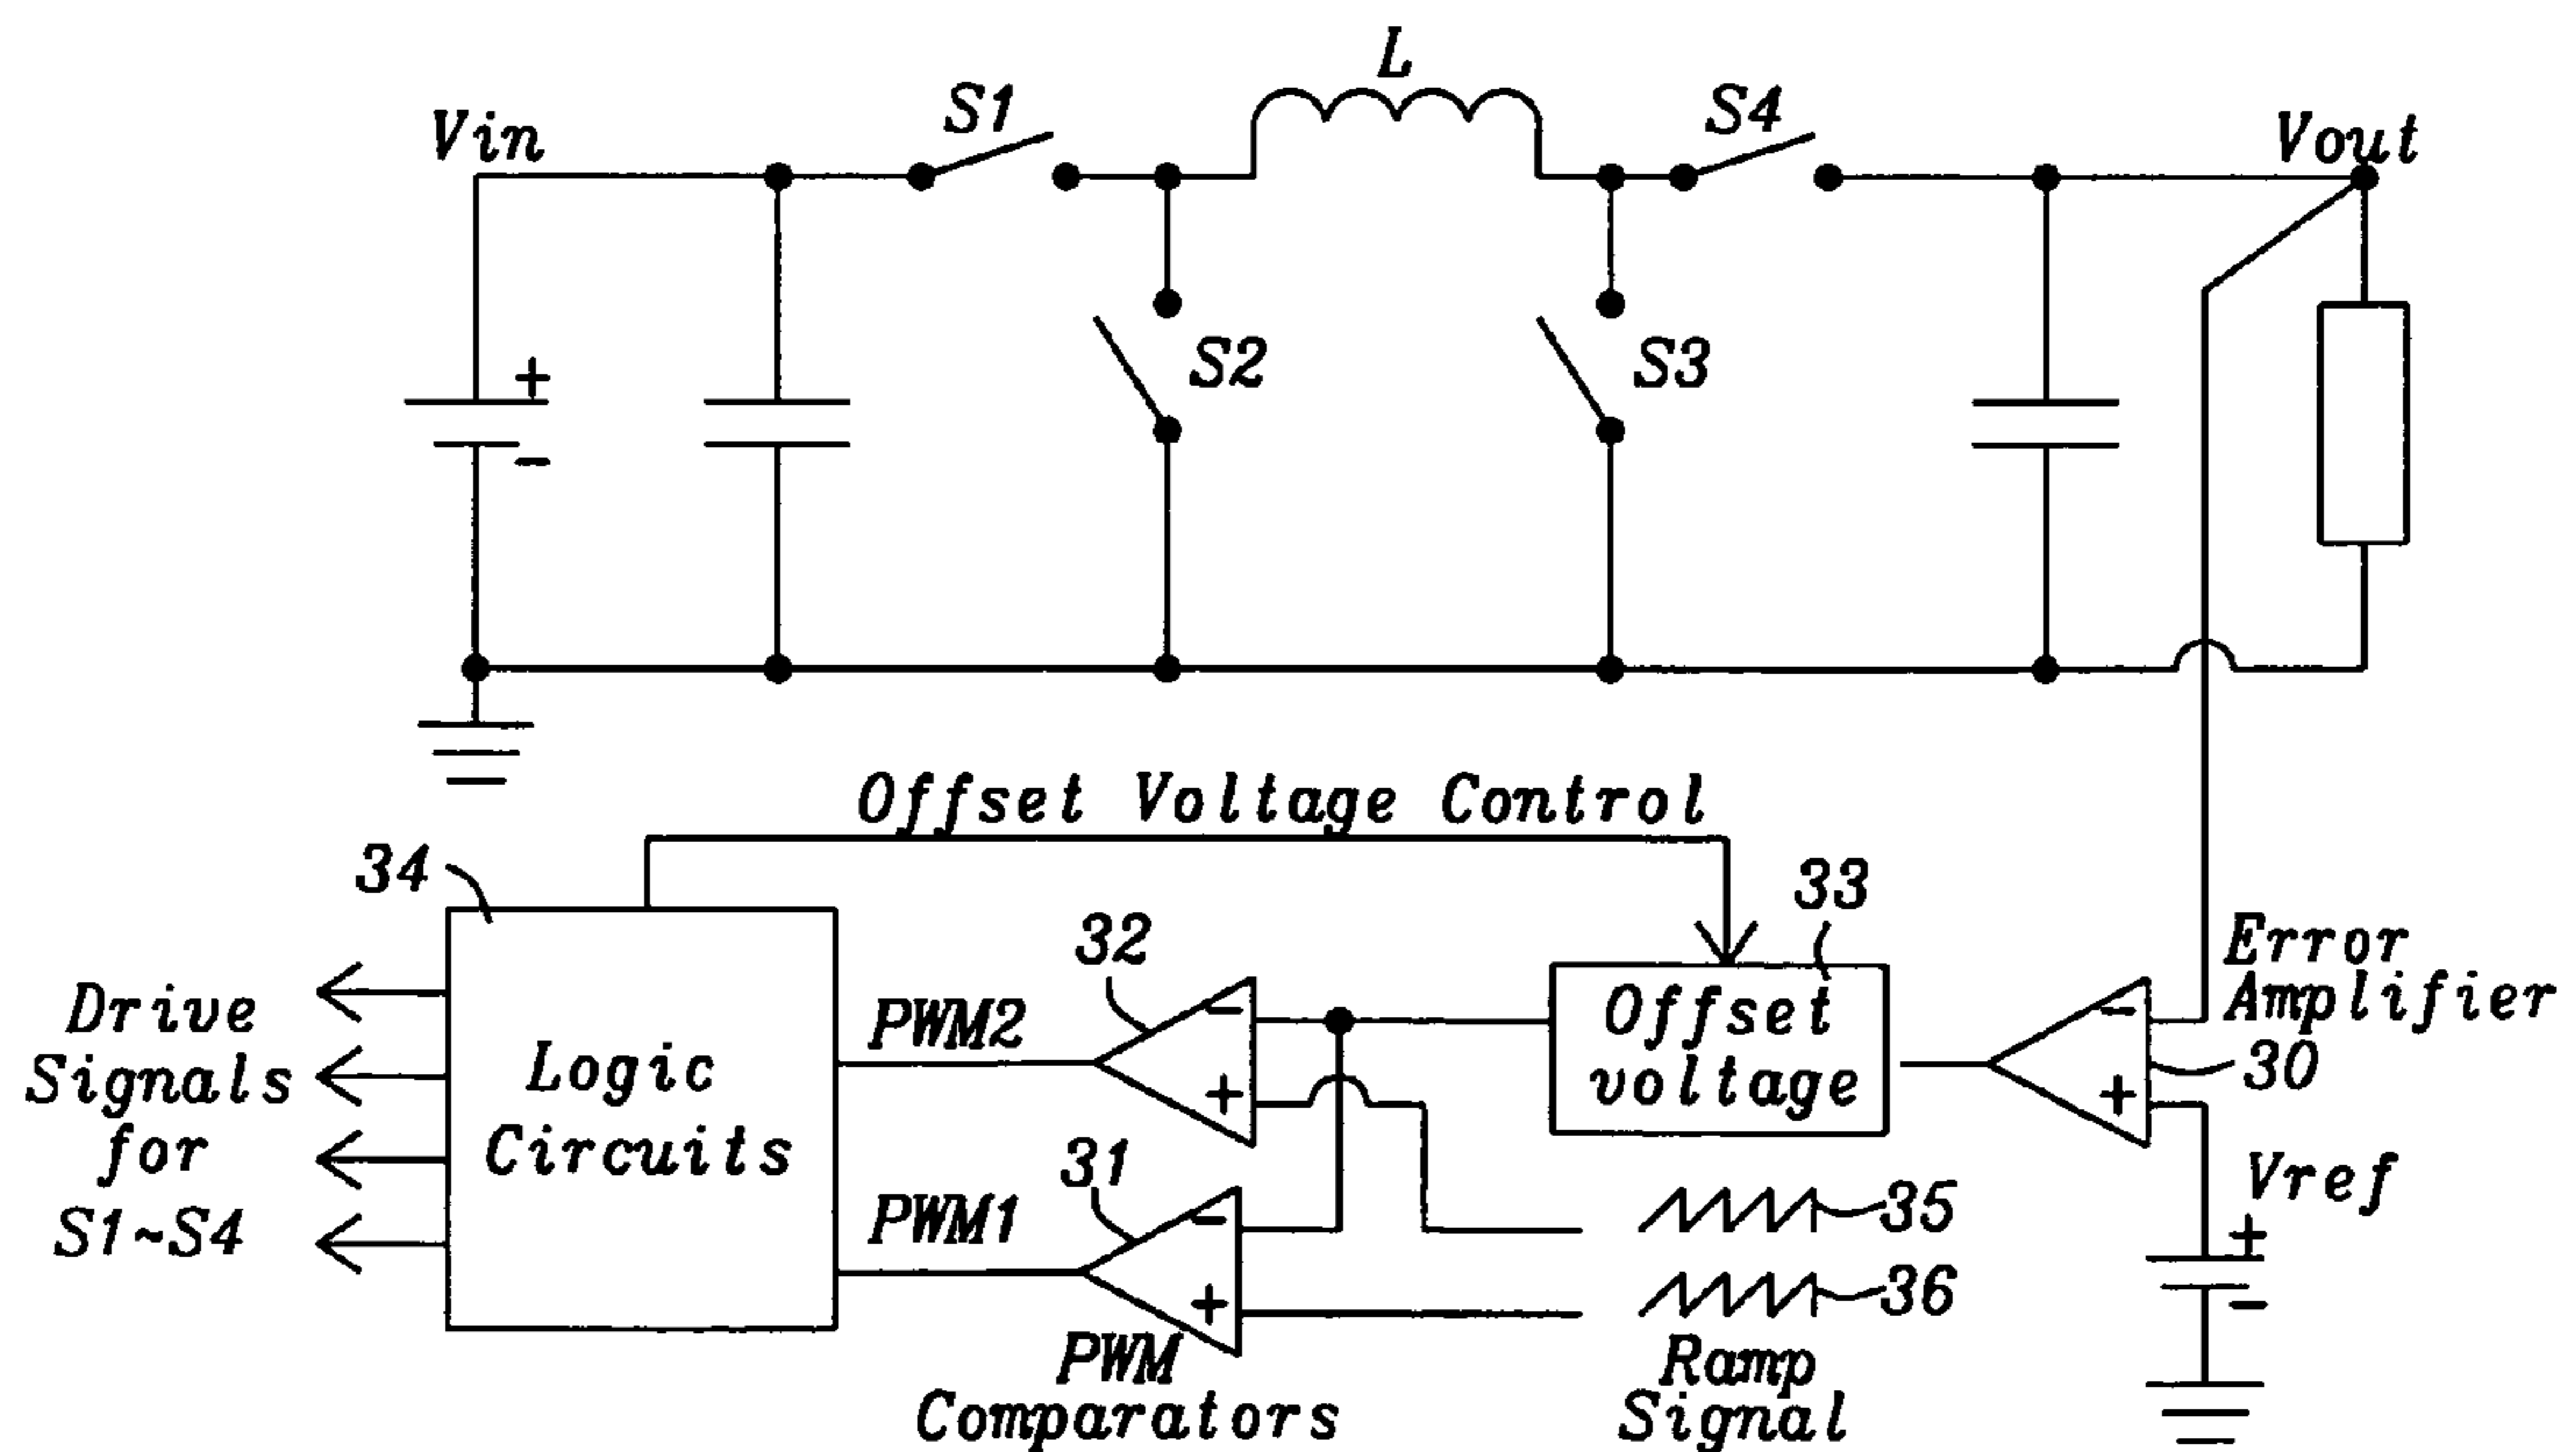 L
S1
S4
Vin
Vout
+
-
S2
S3
Offset Voltage Control
34
33
32
Error
Amplifier
-
30
+
Offset
voltage
PWM2
-
+
Logic
Circuits
Drive
Signals
for
S1~S4
31
PWM1
-
+
35
36
Vref
+
-
PWM
Comparators
Ramp
Signal